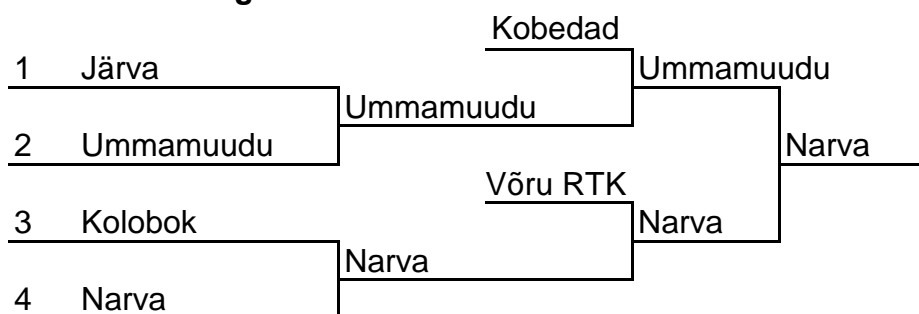 Kobedad
1 Järva
Ummamuudu
Ummamuudu
2 Ummamuudu
Narva
Võru RTK
3 Kolobok
Narva
Narva
4 Narva